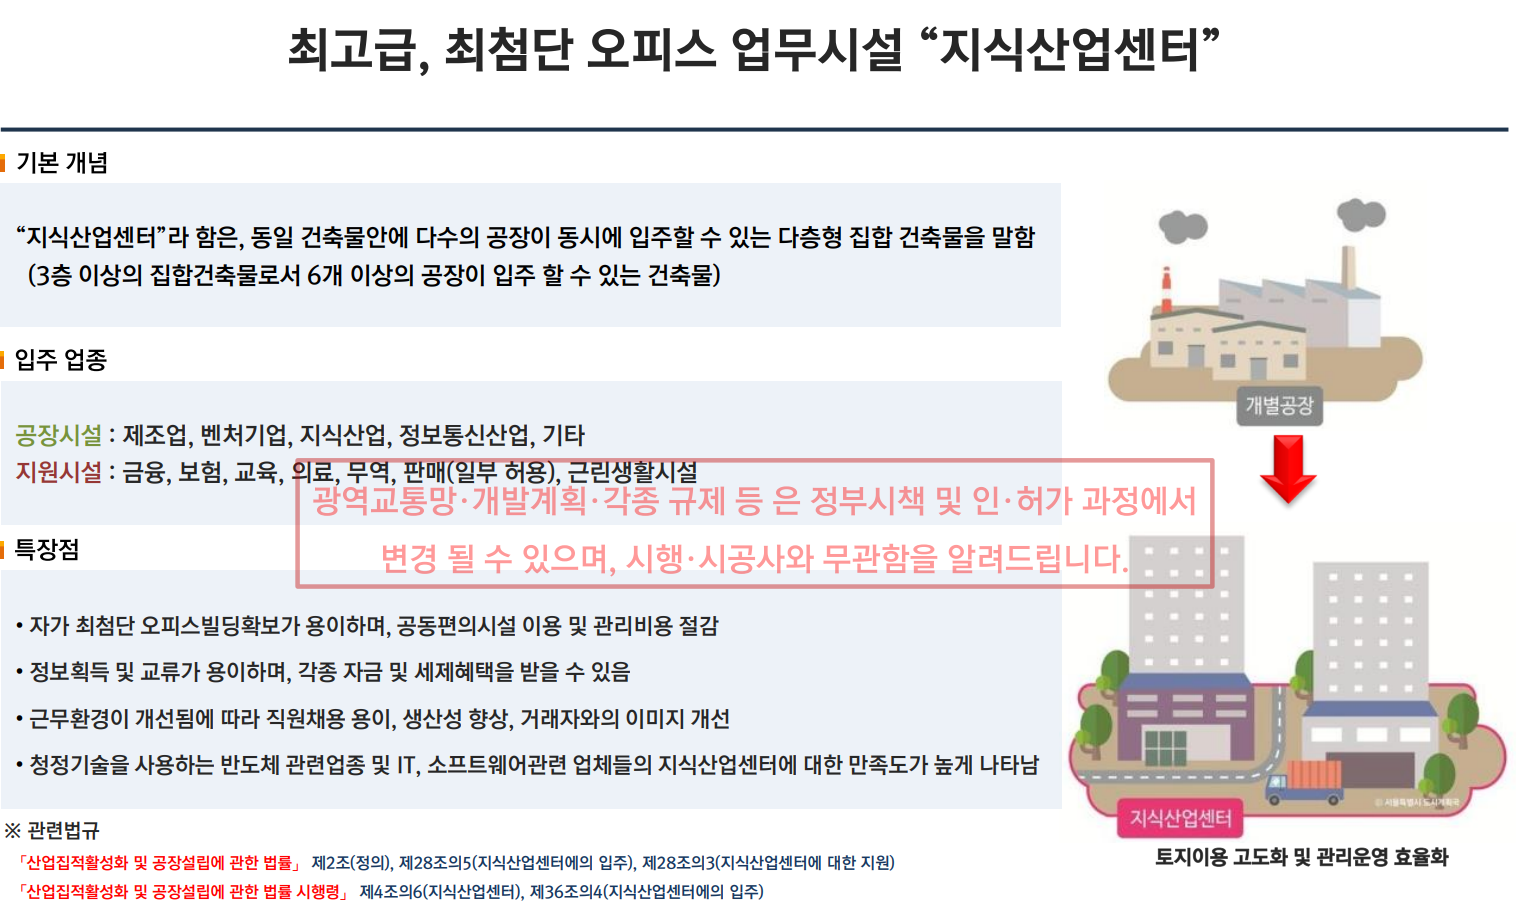 최고급, 최첨단 오피스 업무시설 “지식산업센터”
기본 개념
“지식산업센터”라 함은, 동일 건축물안에 다수의 공장이 동시에 입주할 수 있는 다층형 집합 건축물을 말함
(3층 이상의 집합건축물로서 6개 이상의 공장이 입주 할 수 있는 건축물)
입주 업종
공장시설 : 제조업, 벤처기업, 지식산업, 정보통신산업, 기타
지원시설 : 금융, 보험, 교육, 의료, 무역, 판매(일부 허용), 근린생활시설
광역교통망·개발계획·각종 규제 등 은 정부시책 및 인·허가 과정에서
변경 될 수 있으며, 시행·시공사와 무관함을 알려드립니다.
특장점
• 자가 최첨단 오피스빌딩확보가 용이하며, 공동편의시설 이용 및 관리비용 절감
• 정보획득 및 교류가 용이하며, 각종 자금 및 세제혜택을 받을 수 있음
• 근무환경이 개선됨에 따라 직원채용 용이, 생산성 향상, 거래자와의 이미지 개선
• 청정기술을 사용하는 반도체 관련업종 및 IT, 소프트웨어관련 업체들의 지식산업센터에 대한 만족도가 높게 나타남
※ 관련법규
「산업집적활성화 및 공장설립에 관한 법률」 제2조(정의), 제28조의5(지식산업센터에의 입주), 제28조의3(지식산업센터에 대한 지원)
「산업집적활성화 및 공장설립에 관한 법률 시행령」 제4조의6(지식산업센터), 제36조의4(지식산업센터에의 입주)
개별공장
© 서울특별시 도시계획국
지식산업센터
토지이용 고도화 및 관리운영 효율화